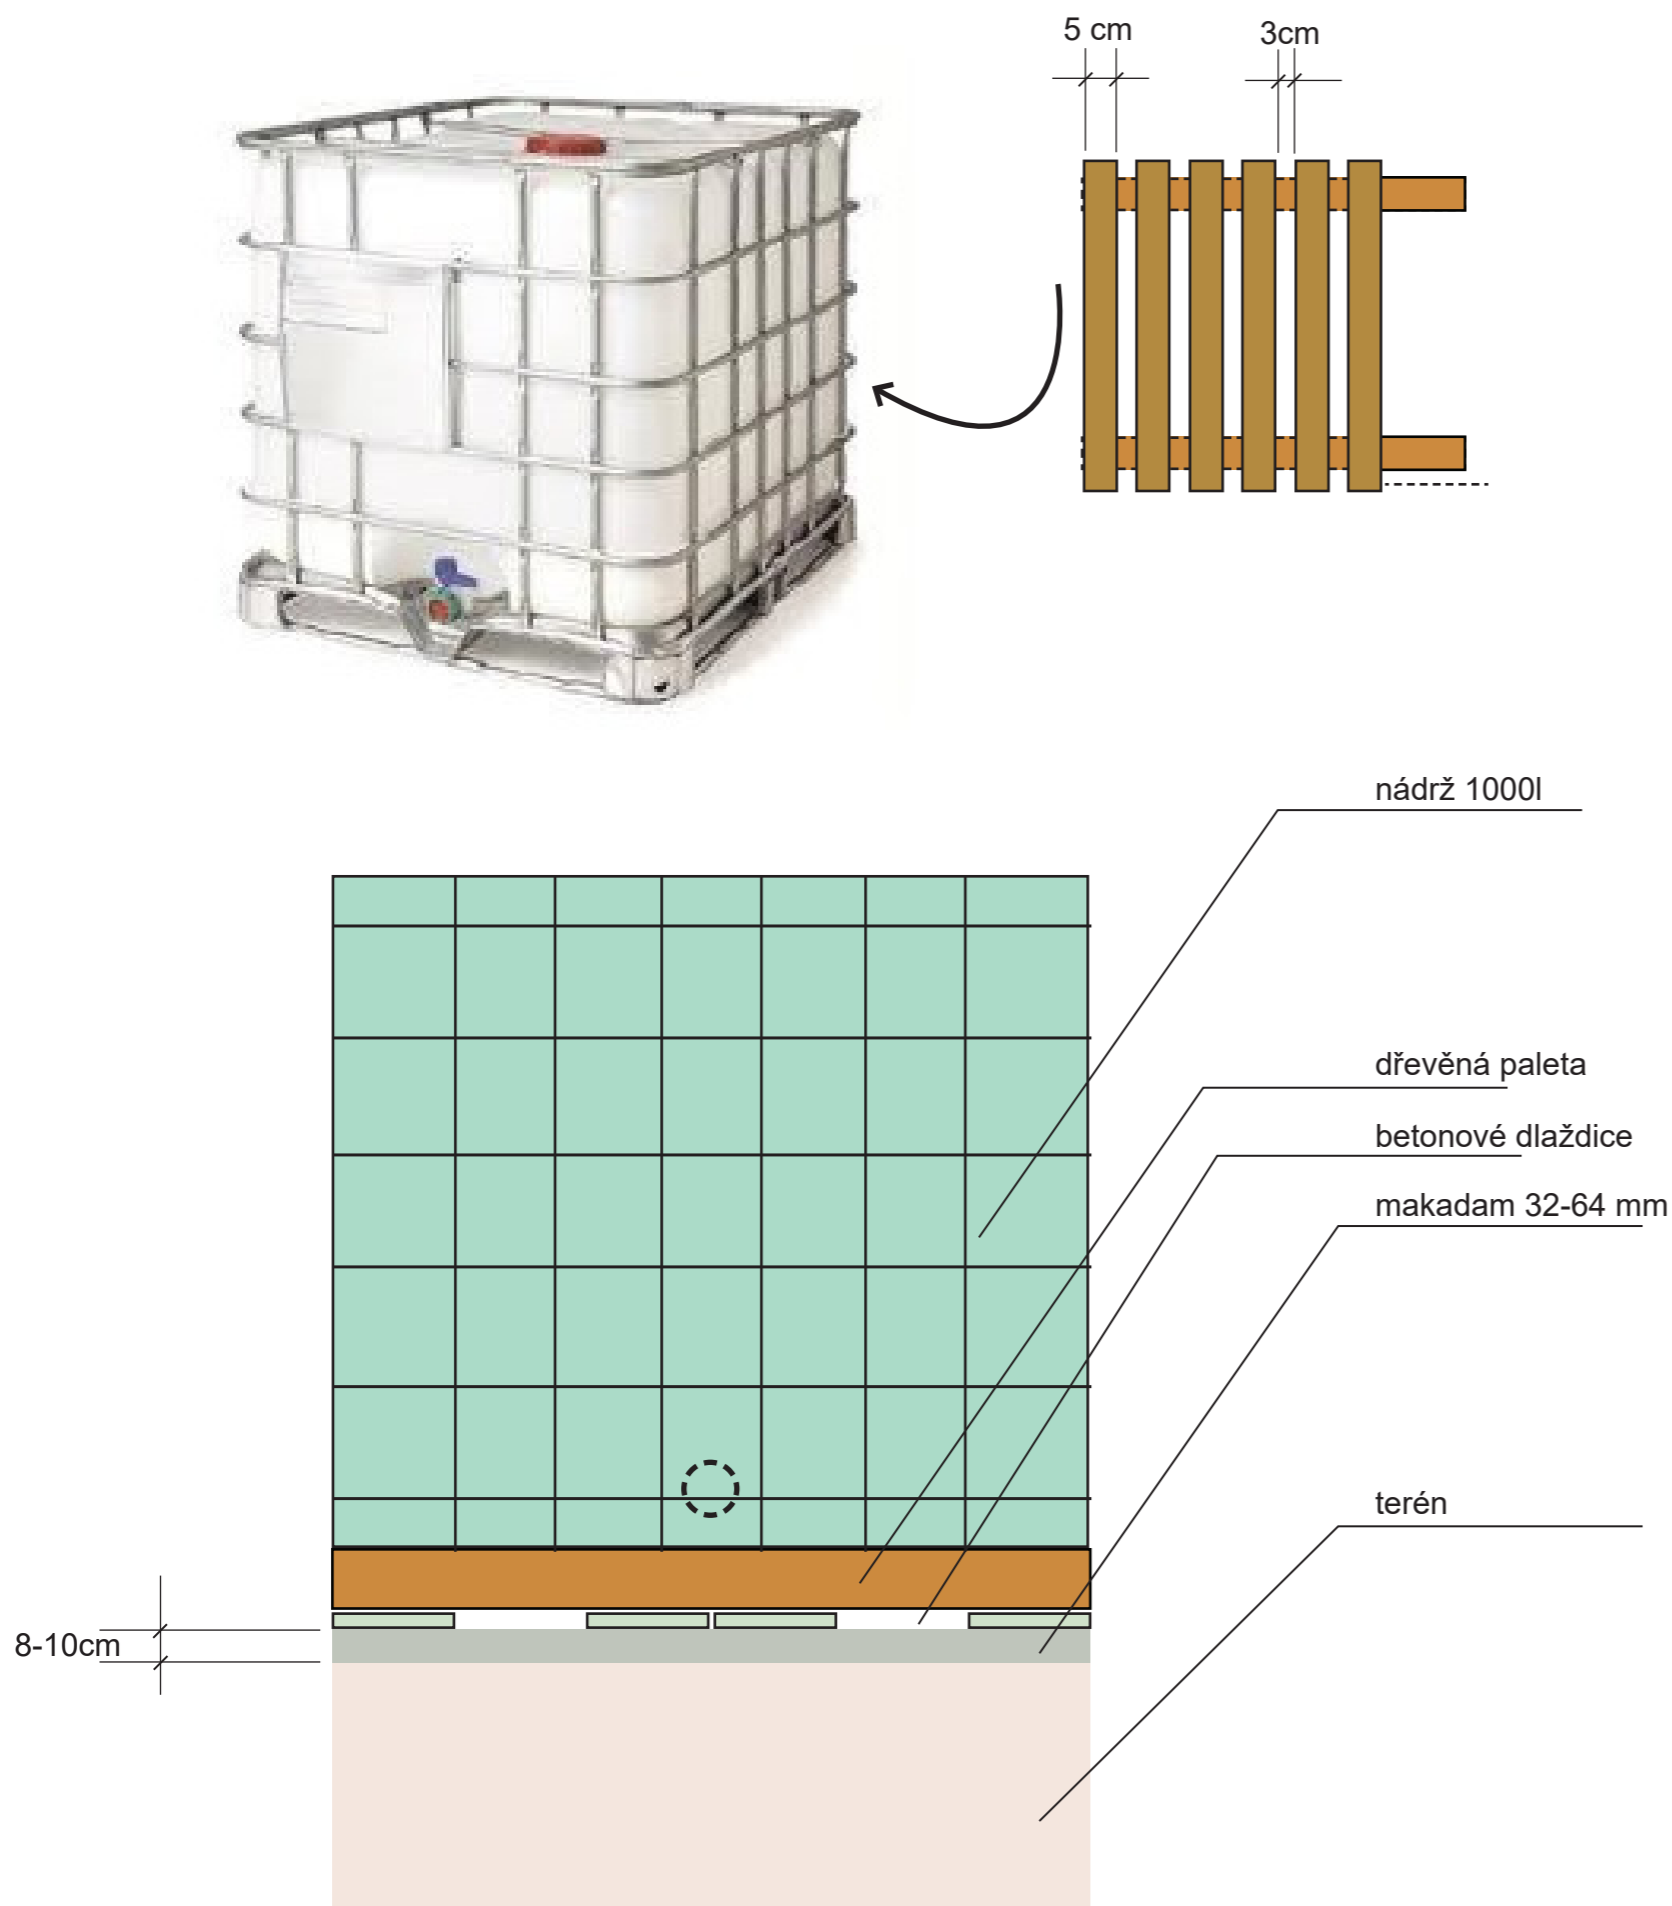 5 cm
3cm
nádrž 1000l
dřevěná paleta
betonové dlaždice
makadam 32-64 mm
terén
8-10cm